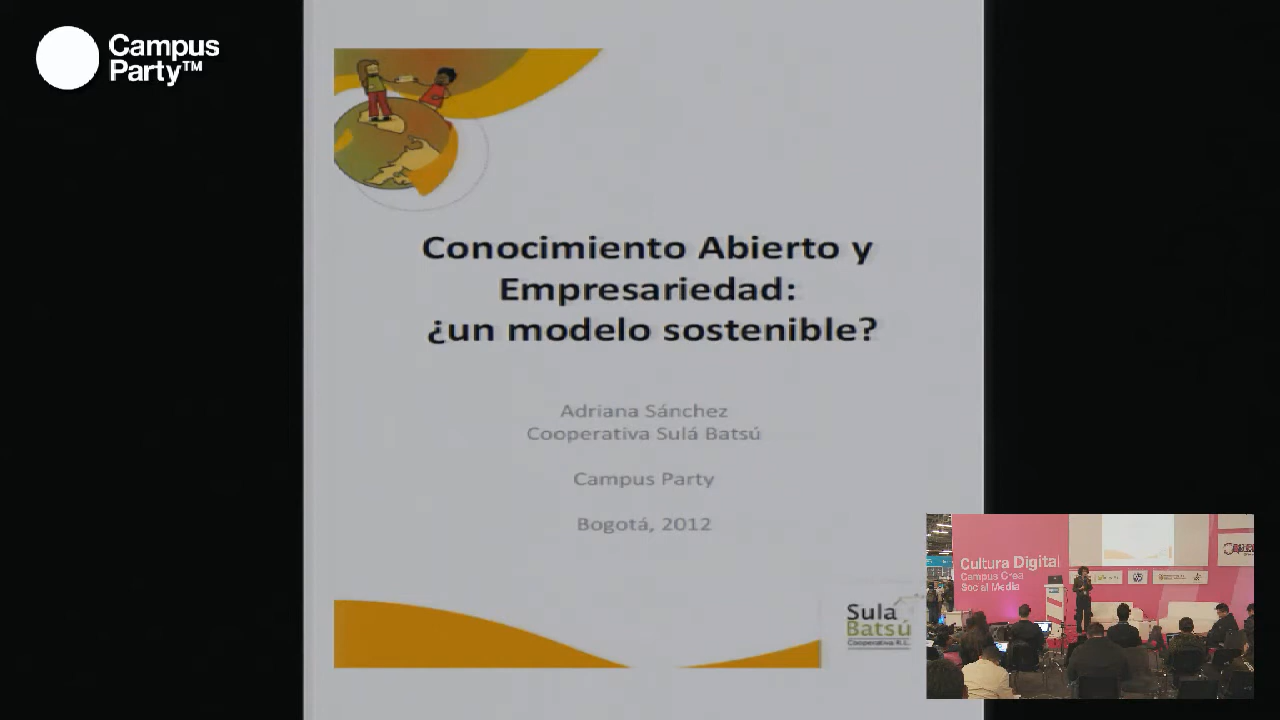 Campus
Party™
Conocimiento Abierto y
Empresariedad:
¿un modelo sostenible?
Adriana Sánchez
Cooperativa Sulá Batsú
Campus Party
Bogotá, 2012
Sula
Batsú
Cooperativa R.L.
Cultura Digital
Campus Crea
Social Media